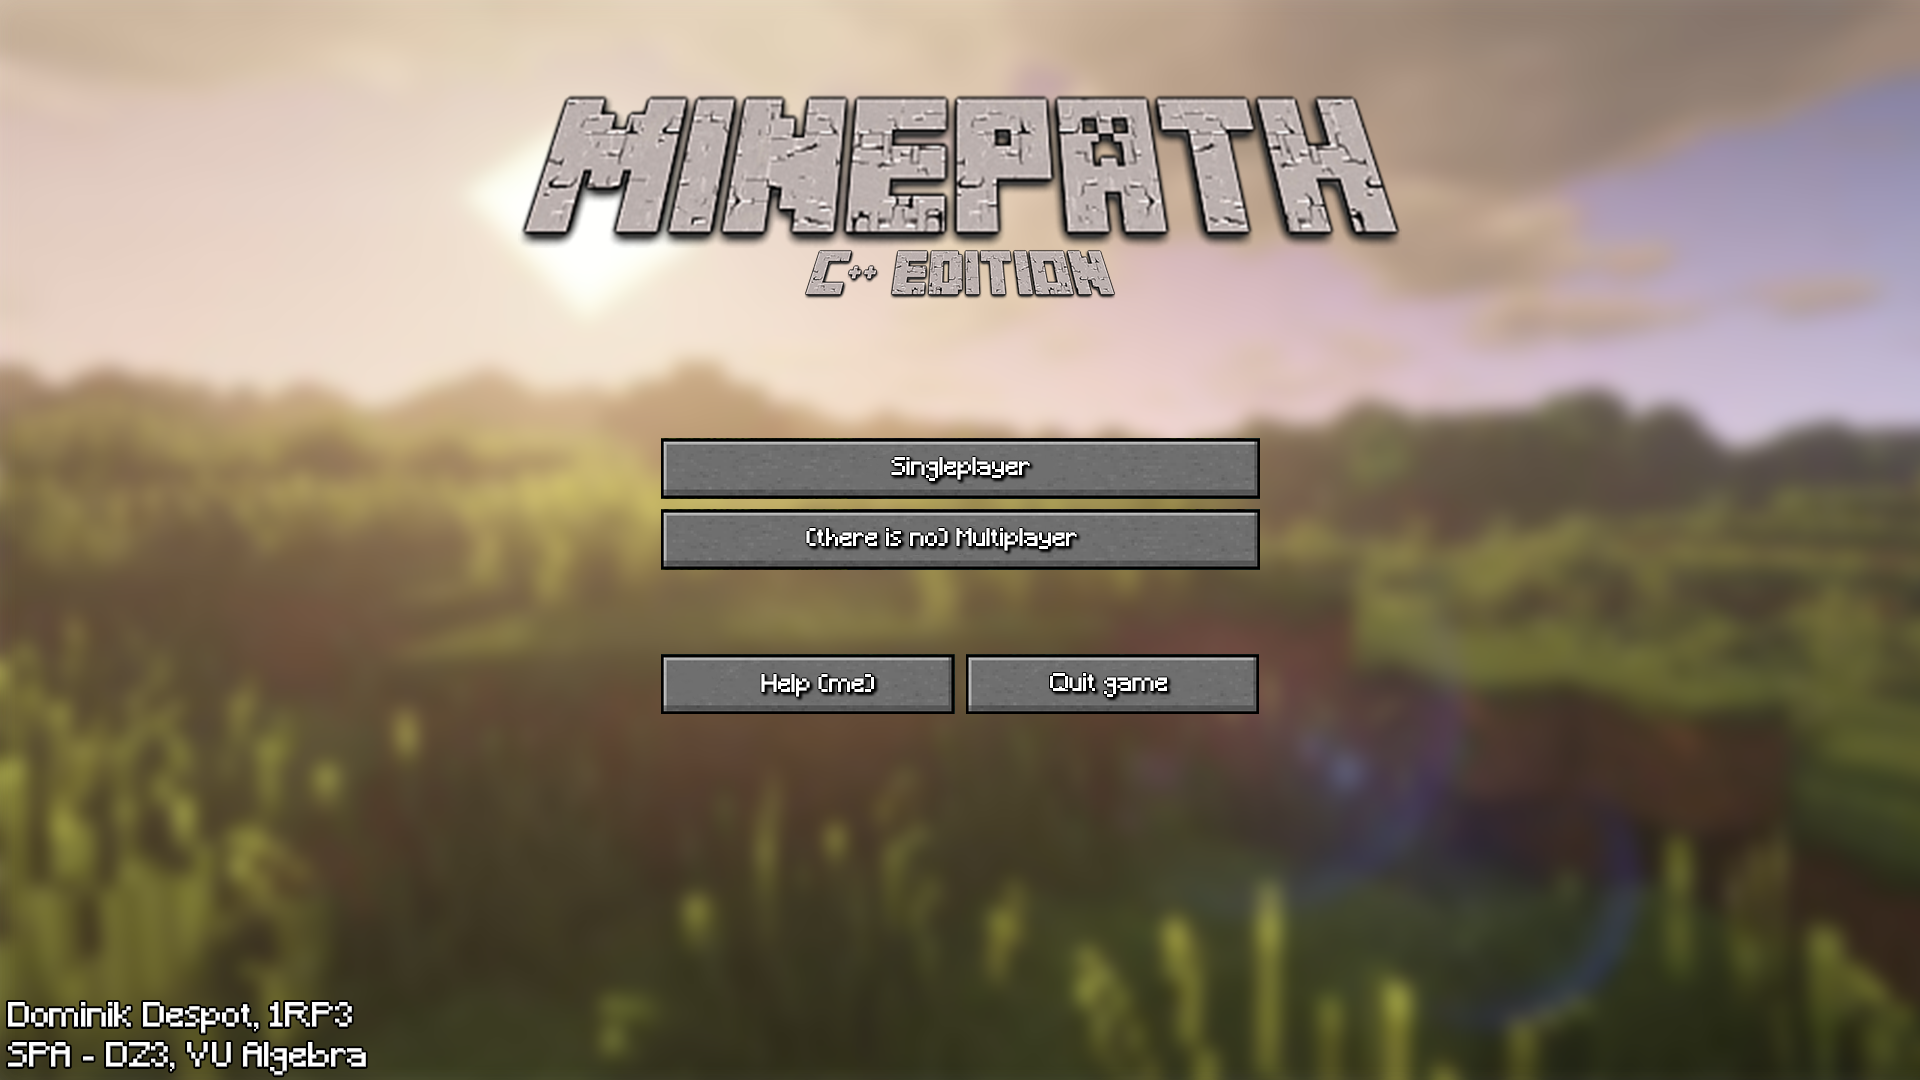 MINEPATH
C++ EDITION
Singleplayer
(there is no) Multiplayer
Help (me)
Quit game
Dominik Despot, 1RP3
SPA - DZ3, VU Algebra